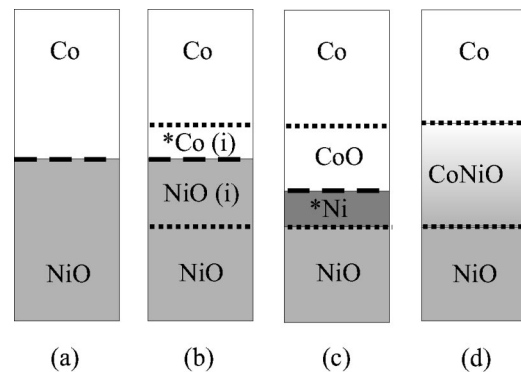 Co Co Co Co
*Co (i)
NiO (i)
CoO
*Ni
CoNiO
NiO NiO NiO NiO
(a) (b) (c) (d)